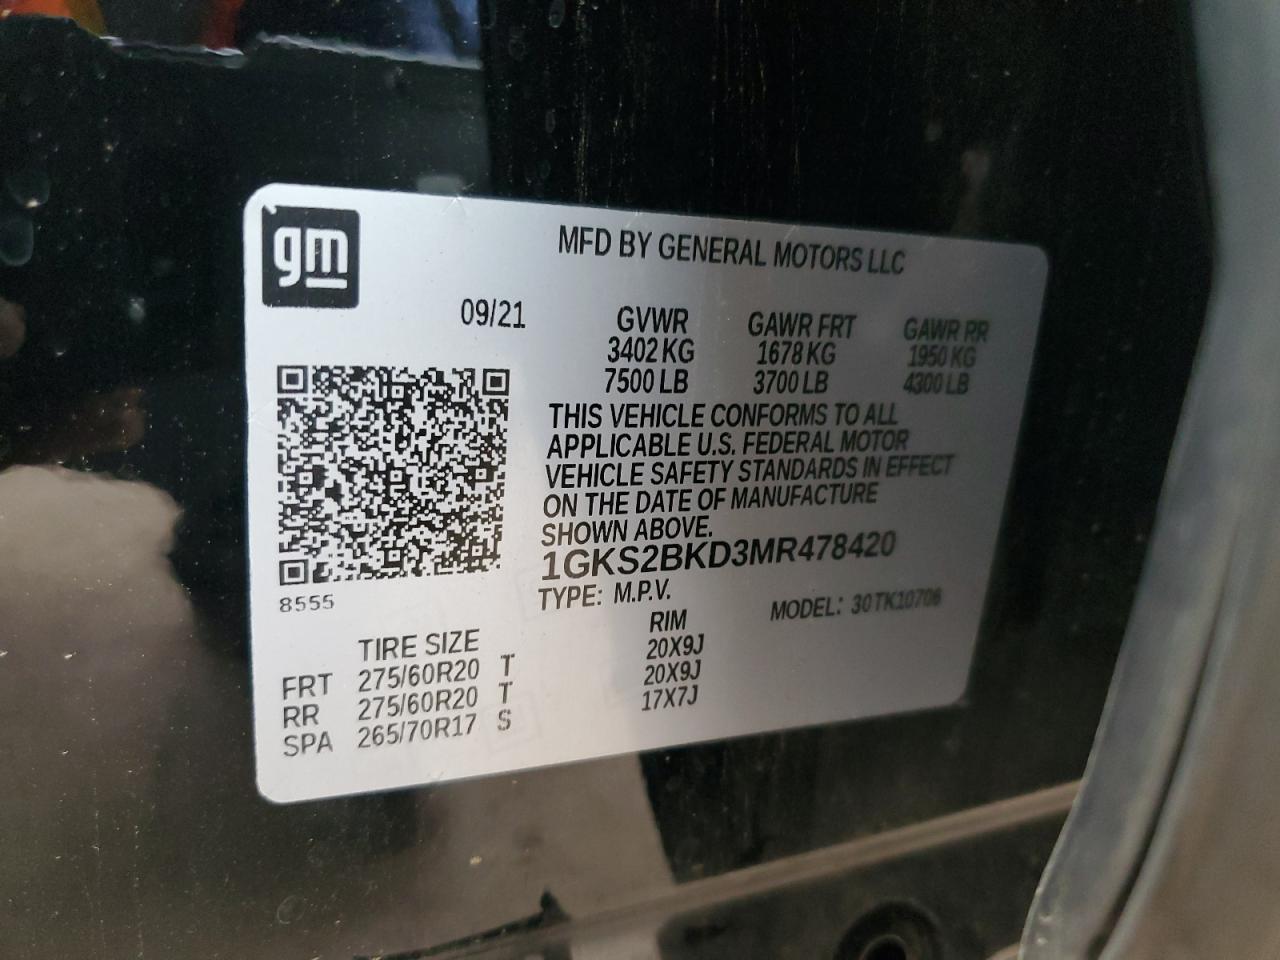 gm
MFD BY GENERAL MOTORS LLC
09/21
GVWR GAWR FRT GAWR RR
3402 KG 1678 KG 1950 KG
7500 LB 3700 LB 4300 LB
THIS VEHICLE CONFORMS TO ALL
APPLICABLE U.S. FEDERAL MOTOR
VEHICLE SAFETY STANDARDS IN EFFECT
ON THE DATE OF MANUFACTURE
SHOWN ABOVE.
1GKS2BKD3MR478420
8555
TYPE: M.P.V. MODEL: 30TK10706
TIRE SIZE RIM
FRT 275/60R20 T 20X9J
RR 275/60R20 T 20X9J
SPA 265/70R17 S 17X7J